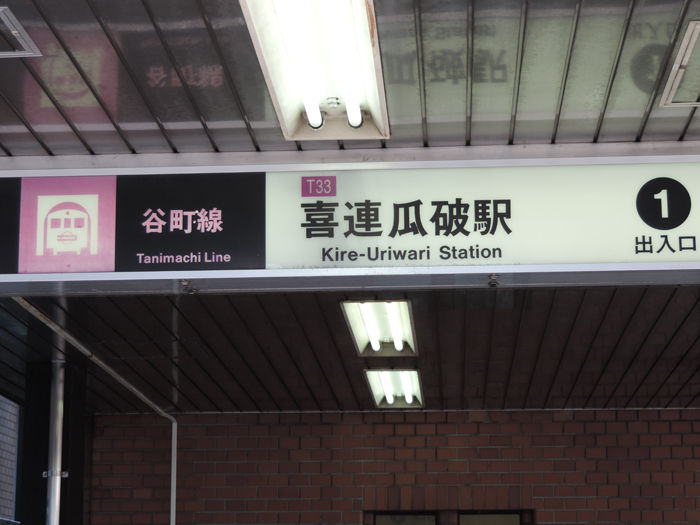 谷町線
Tanimachi Line
T33
喜連瓜破駅
Kire-Uriwari Station
1
出入口